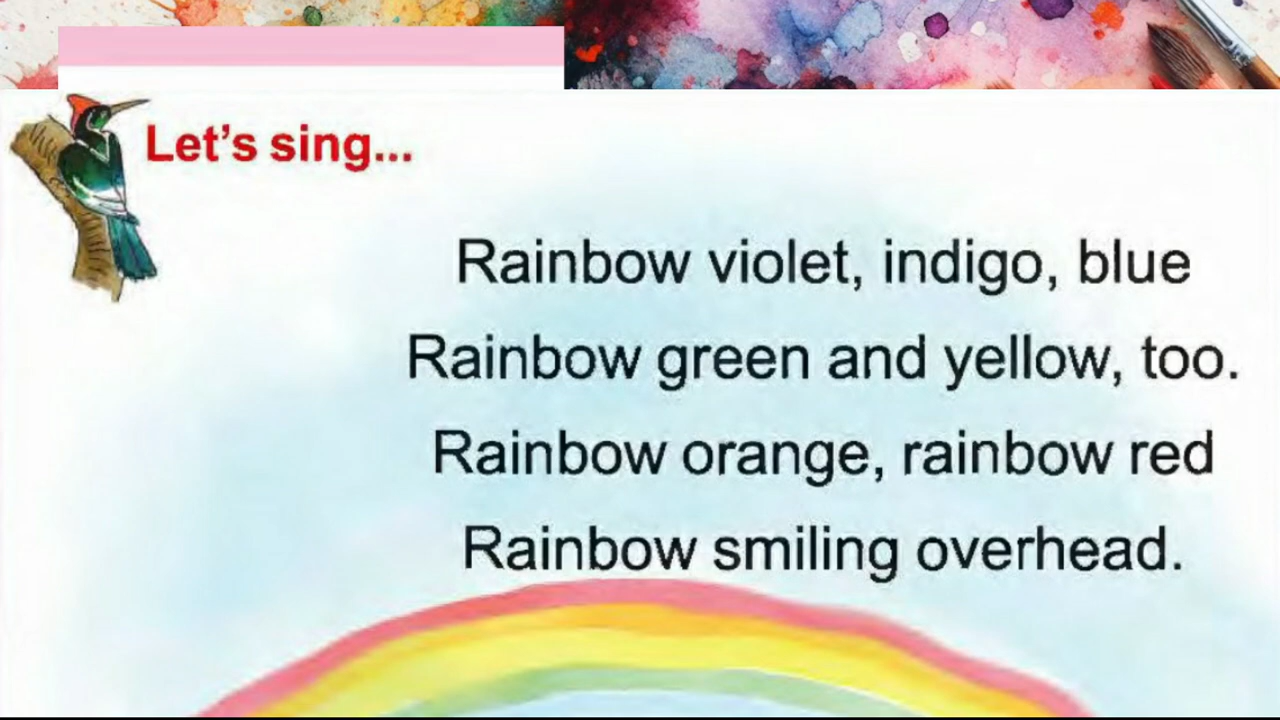 Let's sing...
Rainbow violet, indigo, blue
Rainbow green and yellow, too.
Rainbow orange, rainbow red
Rainbow smiling overhead.